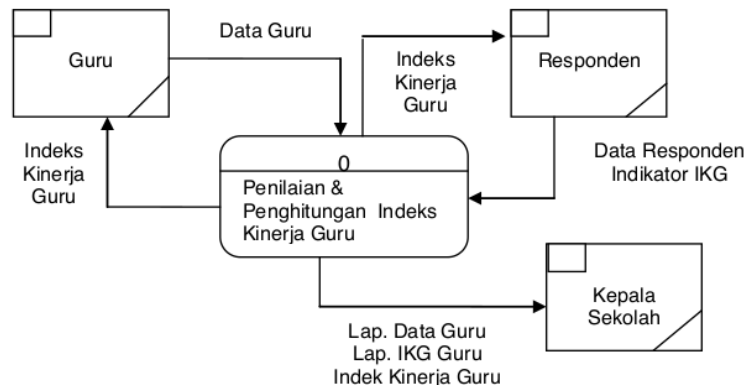 Guru
Data Guru
Indeks
Kinerja
Guru
Responden
Indeks
Kinerja
Guru
Data Responden
Indikator IKG
0
Penilaian &
Penghitungan Indeks
Kinerja Guru
Kepala
Sekolah
Lap. Data Guru
Lap. IKG Guru
Indek Kinerja Guru